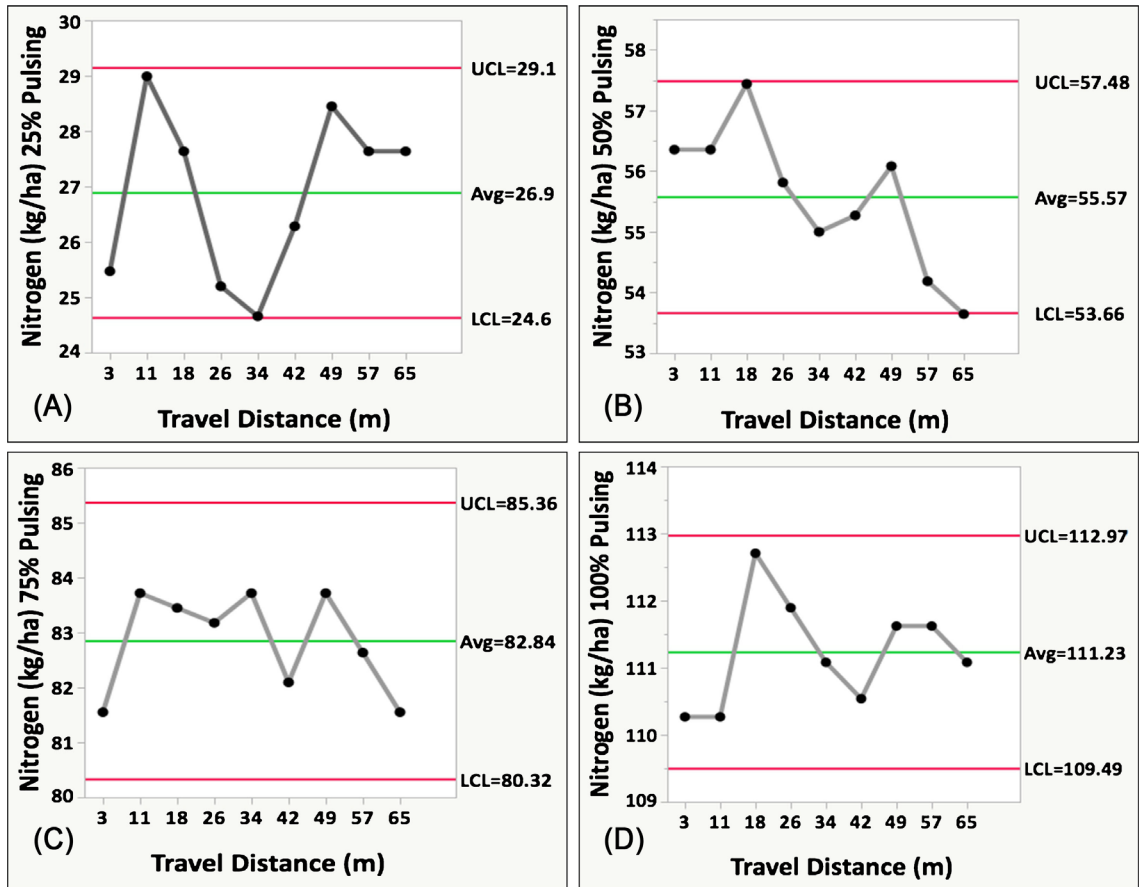 Nitrogen (kg/ha) 25% Pulsing
30
29
28
27
26
25
24
UCL=29.1
Avg=26.9
LCL=24.6
3 11 18 26 34 42 49 57 65
(A)
Travel Distance (m)
Nitrogen (kg/ha) 50% Pulsing
58
57
56
55
54
53
UCL=57.48
Avg=55.57
LCL=53.66
3 11 18 26 34 42 49 57 65
(B)
Travel Distance (m)
Nitrogen (kg/ha) 75% Pulsing
86
85
84
83
82
81
80
UCL=85.36
Avg=82.84
LCL=80.32
3 11 18 26 34 42 49 57 65
(C)
Travel Distance (m)
Nitrogen (kg/ha) 100% Pulsing
114
113
112
111
110
109
UCL=112.97
Avg=111.23
LCL=109.49
3 11 18 26 34 42 49 57 65
(D)
Travel Distance (m)